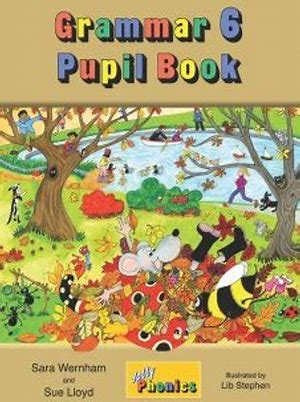 Grammar 6
Pupil Book
Sara Wernham
and
Sue Lloyd
Jolly
Phonics
Illustrated by
Lib Stephen